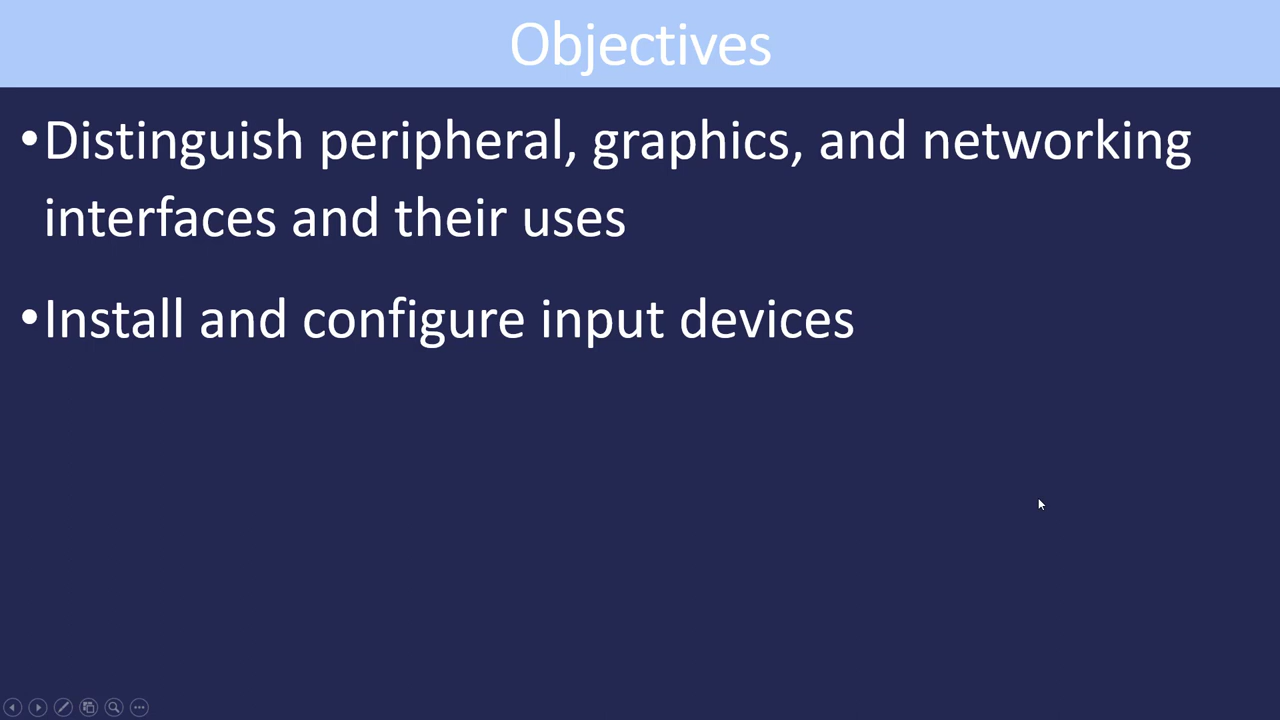 Objectives
•Distinguish peripheral, graphics, and networking
interfaces and their uses
•Install and configure input devices